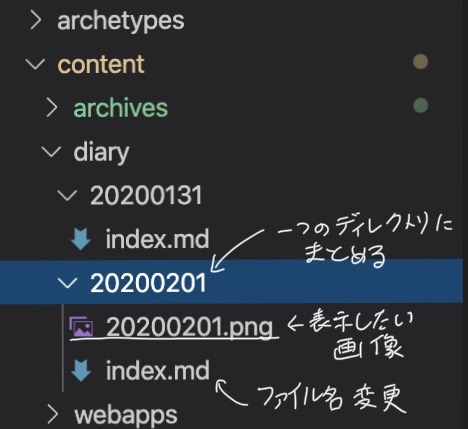 archetypes
content
archives
diary
20200131
index.md
一つのディレクトリに
まとめる
20200201
20200201.png
←表示したい
画像
index.md
ファイル名変更
webapps